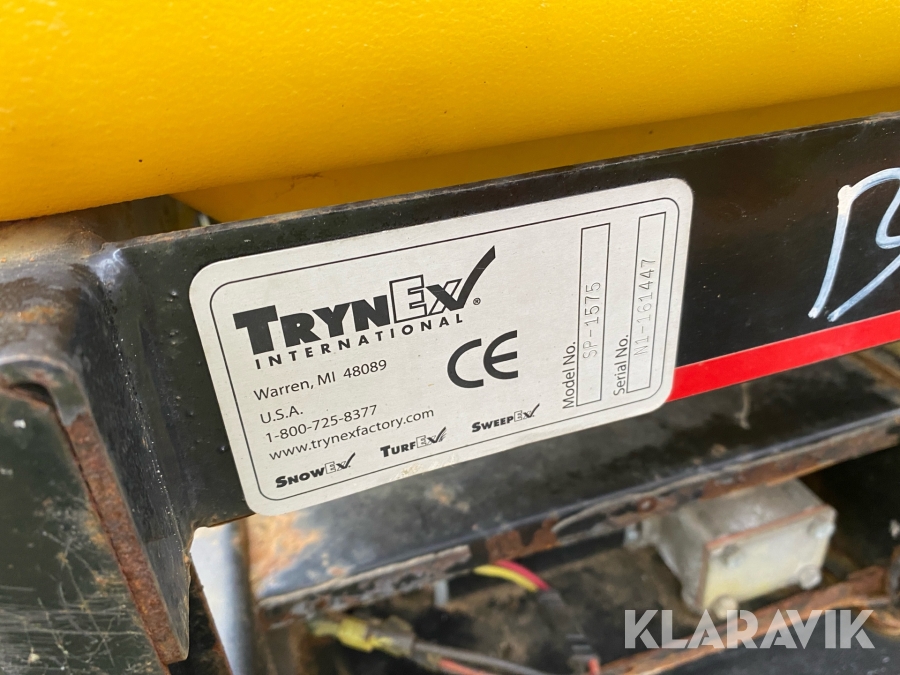 TRYNEX®
INTERNATIONAL
Warren, MI 48089
U.S.A.
1-800-725-8377
www.trynexfactory.com
SNOWEX TURFEX SWEEPEX
CE
Model No. SP-1575
Serial No. N1-161447
KLARAVIK